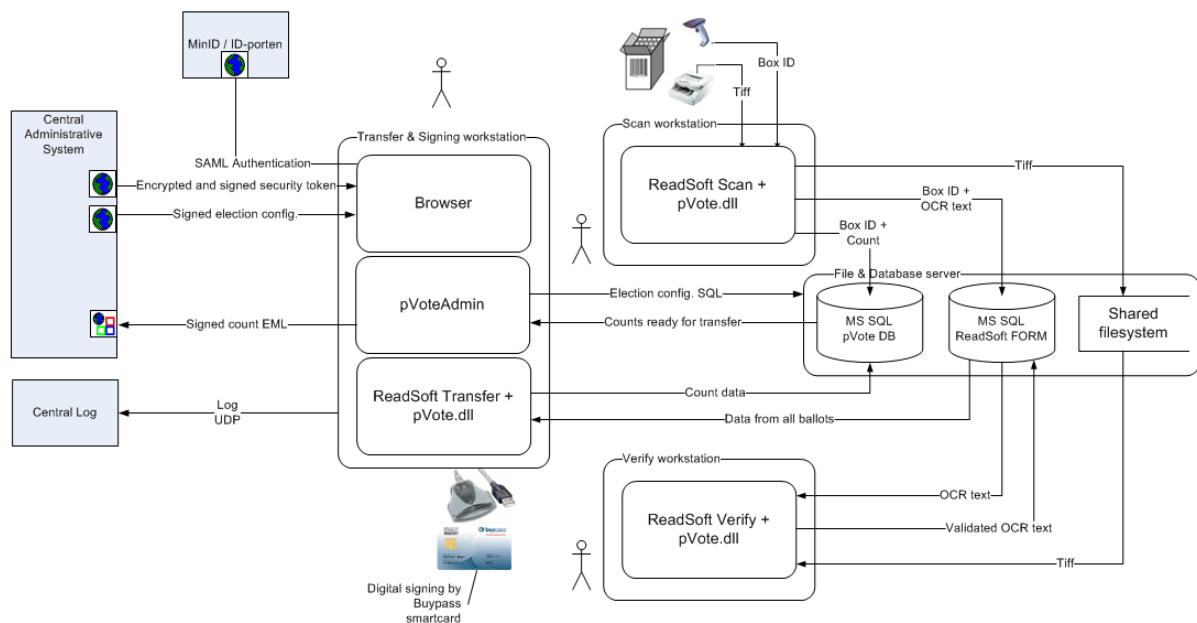 MinID / ID-porten
Central
Administrative
System
SAML Authentication
Encrypted and signed security token
Signed election config.
Signed count EML
Central Log
Log
UDP
Transfer & Signing workstation
Browser
pVoteAdmin
ReadSoft Transfer +
pVote.dll
buypass
Digital signing by
Buypass
smartcard
Box ID
Tiff
Scan workstation
ReadSoft Scan +
pVote.dll
Tiff
Box ID +
OCR text
Box ID +
Count
File & Database server
Election config. SQL
Counts ready for transfer
MS SQL
pVote DB
MS SQL
ReadSoft FORM
Shared
filesystem
Count data
Data from all ballots
Verify workstation
ReadSoft Verify +
pVote.dll
OCR text
Validated OCR text
Tiff